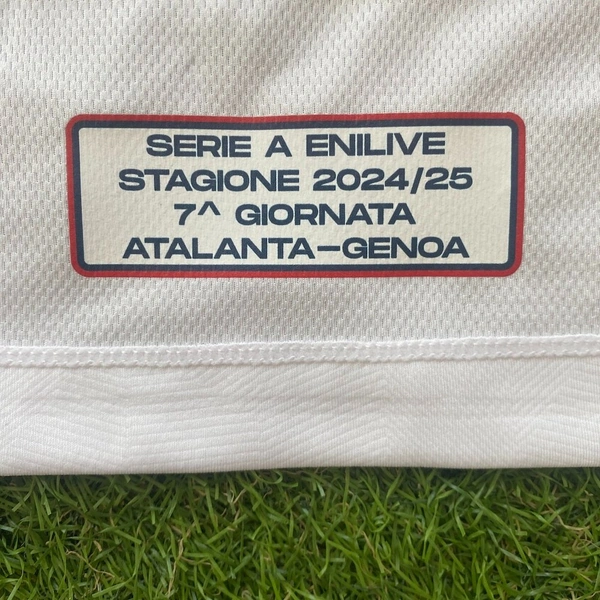 SERIE A ENILIVE
STAGIONE 2024/25
7^ GIORNATA
ATALANTA-GENOA